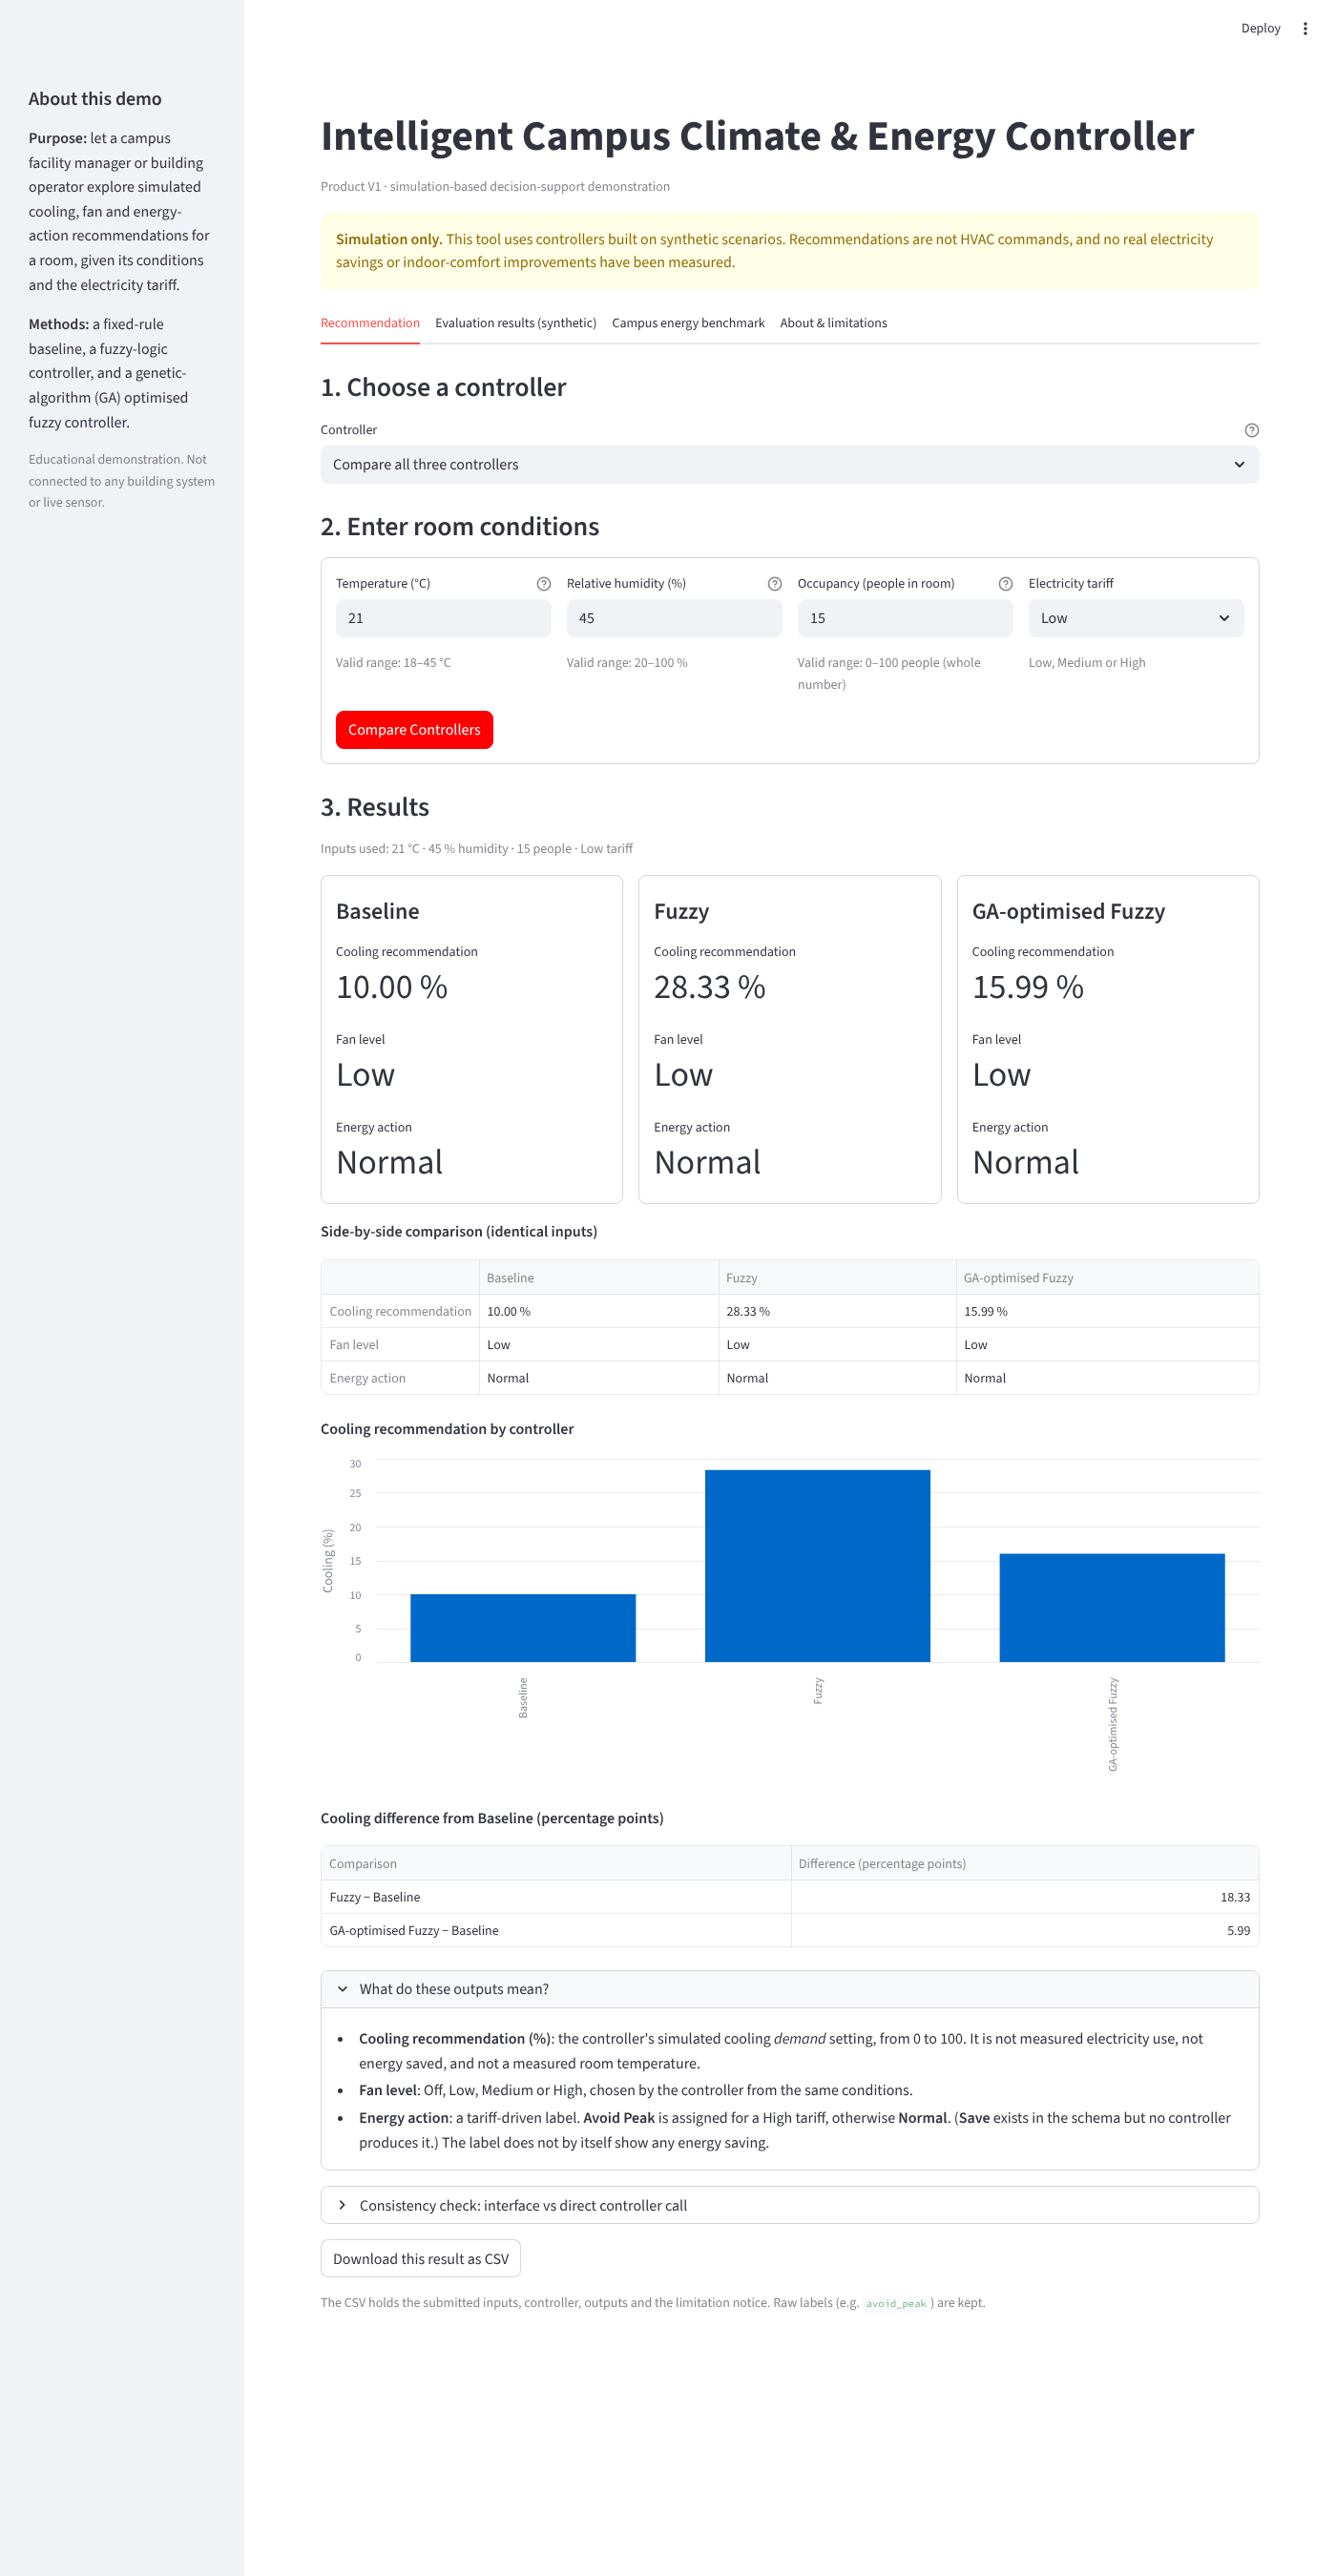 Deploy
About this demo
Purpose: let a campus
facility manager or building
operator explore simulated
cooling, fan and energy-
action recommendations for
a room, given its conditions
and the electricity tariff.
Methods: a fixed-rule
baseline, a fuzzy-logic
controller, and a genetic-
algorithm (GA) optimised
fuzzy controller.
Educational demonstration. Not
connected to any building system
or live sensor.
Intelligent Campus Climate & Energy Controller
Product V1 · simulation-based decision-support demonstration
Simulation only. This tool uses controllers built on synthetic scenarios. Recommendations are not HVAC commands, and no real electricity
savings or indoor-comfort improvements have been measured.
Recommendation Evaluation results (synthetic) Campus energy benchmark About & limitations
1. Choose a controller
Controller
Compare all three controllers
2. Enter room conditions
Temperature (°C) Relative humidity (%) Occupancy (people in room) Electricity tariff
21 45 15 Low
Valid range: 18–45 °C Valid range: 20–100 % Valid range: 0–100 people (whole Low, Medium or High
number)
Compare Controllers
3. Results
Inputs used: 21 °C · 45 % humidity · 15 people · Low tariff
Baseline
Cooling recommendation
10.00 %
Fan level
Low
Energy action
Normal
Fuzzy
Cooling recommendation
28.33 %
Fan level
Low
Energy action
Normal
GA-optimised Fuzzy
Cooling recommendation
15.99 %
Fan level
Low
Energy action
Normal
Side-by-side comparison (identical inputs)
Baseline Fuzzy GA-optimised Fuzzy
Cooling recommendation 10.00 % 28.33 % 15.99 %
Fan level Low Low Low
Energy action Normal Normal Normal
Cooling recommendation by controller
Cooling (%)
30
25
20
15
10
5
0
Baseline
Fuzzy
GA-optimised Fuzzy
Cooling difference from Baseline (percentage points)
Comparison Difference (percentage points)
Fuzzy − Baseline 18.33
GA-optimised Fuzzy − Baseline 5.99
What do these outputs mean?
• Cooling recommendation (%): the controller's simulated cooling demand setting, from 0 to 100. It is not measured electricity use, not
energy saved, and not a measured room temperature.
• Fan level: Off, Low, Medium or High, chosen by the controller from the same conditions.
• Energy action: a tariff-driven label. Avoid Peak is assigned for a High tariff, otherwise Normal. (Save exists in the schema but no controller
produces it.) The label does not by itself show any energy saving.
Consistency check: interface vs direct controller call
Download this result as CSV
The CSV holds the submitted inputs, controller, outputs and the limitation notice. Raw labels (e.g. avoid_peak ) are kept.